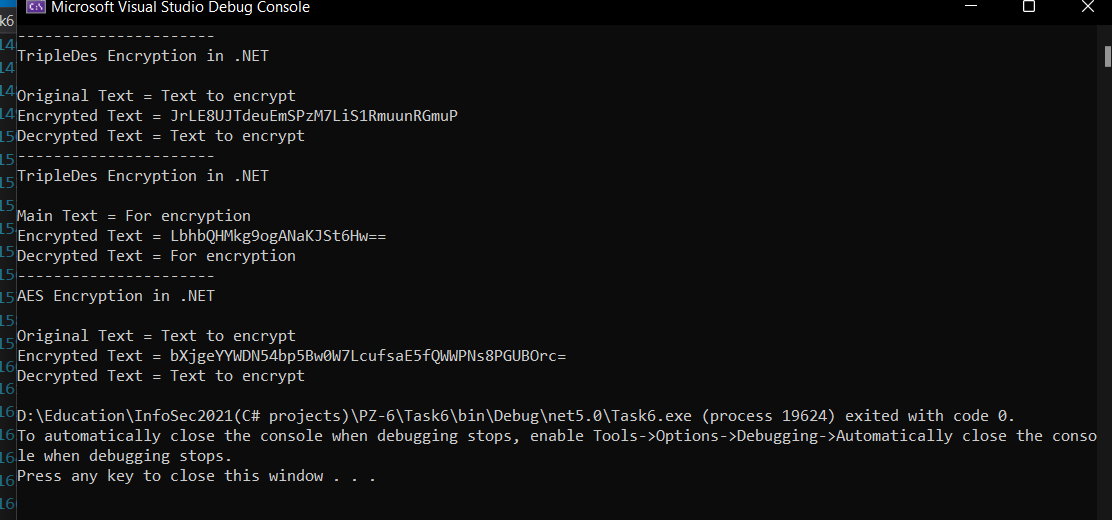 Microsoft Visual Studio Debug Console
k6
----------------------
TripleDes Encryption in .NET
Original Text = Text to encrypt
Encrypted Text = JrLE8UJTdeuEmSPzM7LiS1RmuunRGmuP
Decrypted Text = Text to encrypt
----------------------
TripleDes Encryption in .NET
Main Text = For encryption
Encrypted Text = LbhbQHMkg9ogANaKJSt6Hw==
Decrypted Text = For encryption
----------------------
AES Encryption in .NET
Original Text = Text to encrypt
Encrypted Text = bXjgeYYWDN54bp5Bw0W7LcufsaE5fQWWPNs8PGUBOrc=
Decrypted Text = Text to encrypt
D:\Education\InfoSec2021(C# projects)\PZ-6\Task6\bin\Debug\net5.0\Task6.exe (process 19624) exited with code 0.
To automatically close the console when debugging stops, enable Tools->Options->Debugging->Automatically close the conso
le when debugging stops.
Press any key to close this window . . .